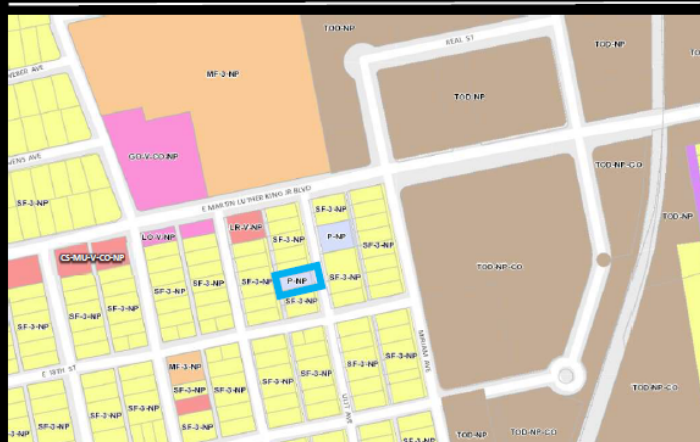 TOD-NP
REAL ST
TOD-NP
MF-3-NP
TOD-NP
GO-V-CO-NP
TOD-NP-CO
SF-3-NP
E MARTIN LUTHER KING JR BLVD
SF-3-NP
LR-V-NP
TOD-NP
LO-V-NP
SF-3-NP
P-NP
SF-3-NP
CS-MU-V-CO-NP
TOD-NP-CO
SF-3-NP
SF-3-NP
SF-3-NP
P-NP
SF-3-NP
SF-3-NP
SF-3-NP
SF-3-NP
SF-3-NP
SF-3-NP
MIRIAM AVE
E 18TH ST
MF-3-NP
SF-3-NP
SF-3-NP
SF-3-NP
SF-3-NP
SF-3-NP
SF-3-NP
SF-3-NP
TOD-NP-CO
ULIT AVE
SF-3-NP
SF-3-NP
SF-3-NP
SF-3-NP
SF-3-NP
TOD-NP
TOD-NP-CO